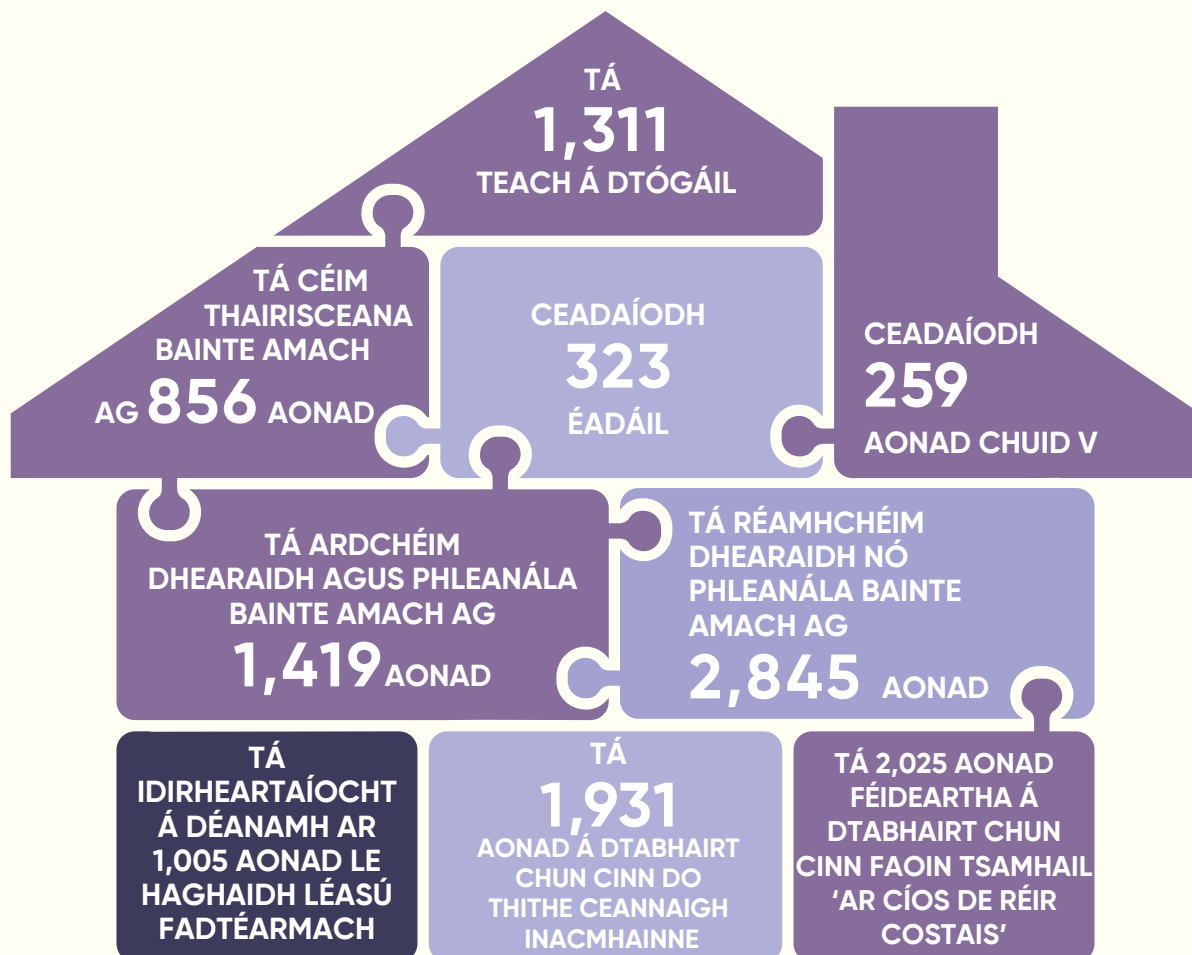 TÁ
1,311
TEACH Á DTÓGÁIL
TÁ CÉIM
THAIRISCEANA
BAINTE AMACH
AG 856 AONAD
CEADAÍODH
323
ÉADÁIL
CEADAÍODH
259
AONAD CHUID V
TÁ ARDCHÉIM
DHEARAIDH AGUS PHLEANÁLA
BAINTE AMACH AG
1,419 AONAD
TÁ RÉAMHCHÉIM
DHEARAIDH NÓ
PHLEANÁLA BAINTE
AMACH AG
2,845 AONAD
TÁ
IDIRHEARTAÍOCHT
Á DÉANAMH AR
1,005 AONAD LE
HAGHAIDH LÉASÚ
FADTÉARMACH
TÁ
1,931
AONAD Á DTABHAIRT
CHUN CINN DO
THITHE CEANNAIGH
INACMHAINNE
TÁ 2,025 AONAD
FÉIDEARTHA Á
DTABHAIRT CHUN
CINN FAOIN TSAMHAIL
‘AR CÍOS DE RÉIR
COSTAIS’